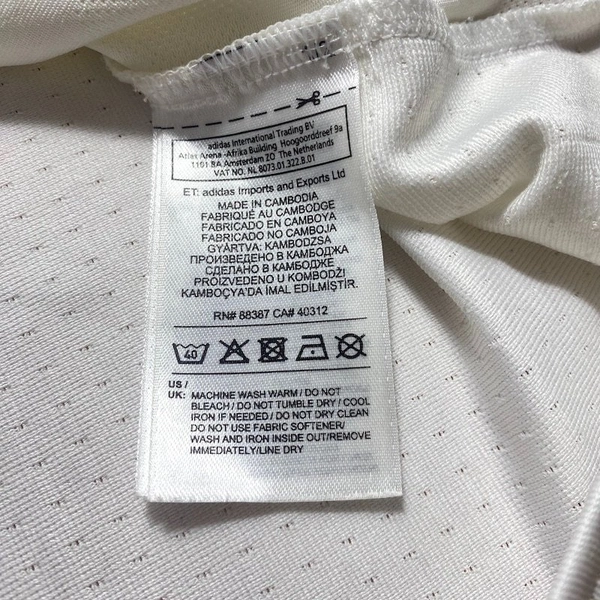 adidas International Trading BV
Atlas Arena -Afrika Building Hoogoorddreef 9a
1101 BA Amsterdam ZO The Netherlands
VAT NO. NL 8073.01.322.B.01
ET: adidas Imports and Exports Ltd
MADE IN CAMBODIA
FABRIQUÉ AU CAMBODGE
FABRICADO EN CAMBOYA
FABRICADO NO CAMBOJA
GYÁRTVA: KAMBODZSA
ПРОИЗВЕДЕНО В КАМБОДЖА
СДЕЛАНО В КАМБОДЖЕ
PROIZVEDENO U KOMBODŽI
KAMBOÇYA'DA İMAL EDİLMİŞTİR.
RN# 88387 CA# 40312
40
US /
UK: MACHINE WASH WARM / DO NOT
BLEACH / DO NOT TUMBLE DRY / COOL
IRON IF NEEDED / DO NOT DRY CLEAN
DO NOT USE FABRIC SOFTENER/
WASH AND IRON INSIDE OUT/REMOVE
IMMEDIATELY/LINE DRY